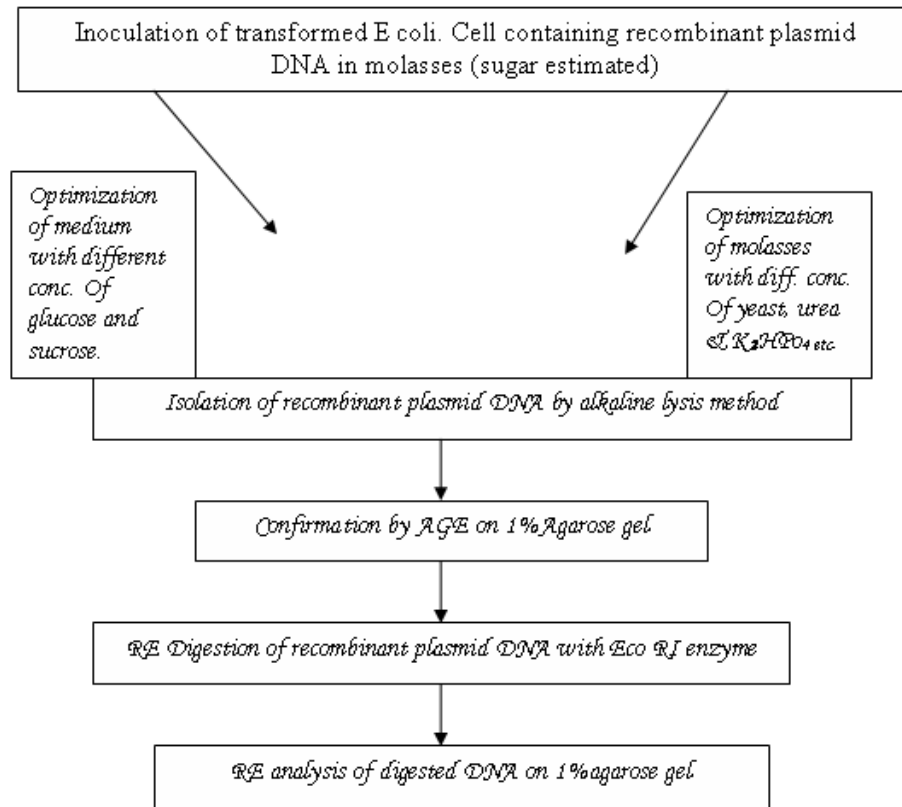 Inoculation of transformed E coli. Cell containing recombinant plasmid
DNA in molasses (sugar estimated)
Optimization
of medium
with different
conc. Of
glucose and
sucrose.
Optimization
of molasses
with diff. conc.
Of yeast, urea
& K₂HPO₄ etc
Isolation of recombinant plasmid DNA by alkaline lysis method
Confirmation by AGE on 1% Agarose gel
RE Digestion of recombinant plasmid DNA with Eco RI enzyme
RE analysis of digested DNA on 1% agarose gel